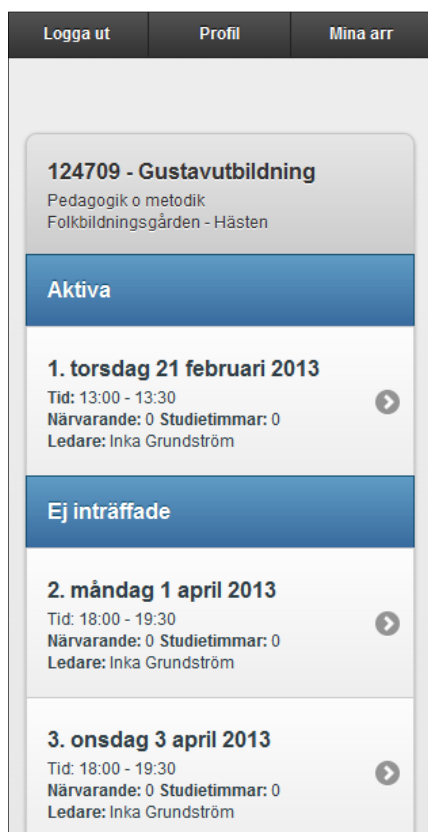 Logga ut
Profil
Mina arr
124709 - Gustavutbildning
Pedagogik o metodik
Folkbildningsgården - Hästen
Aktiva
1. torsdag 21 februari 2013
Tid: 13:00 - 13:30
Närvarande: 0 Studietimmar: 0
Ledare: Inka Grundström
Ej inträffade
2. måndag 1 april 2013
Tid: 18:00 - 19:30
Närvarande: 0 Studietimmar: 0
Ledare: Inka Grundström
3. onsdag 3 april 2013
Tid: 18:00 - 19:30
Närvarande: 0 Studietimmar: 0
Ledare: Inka Grundström